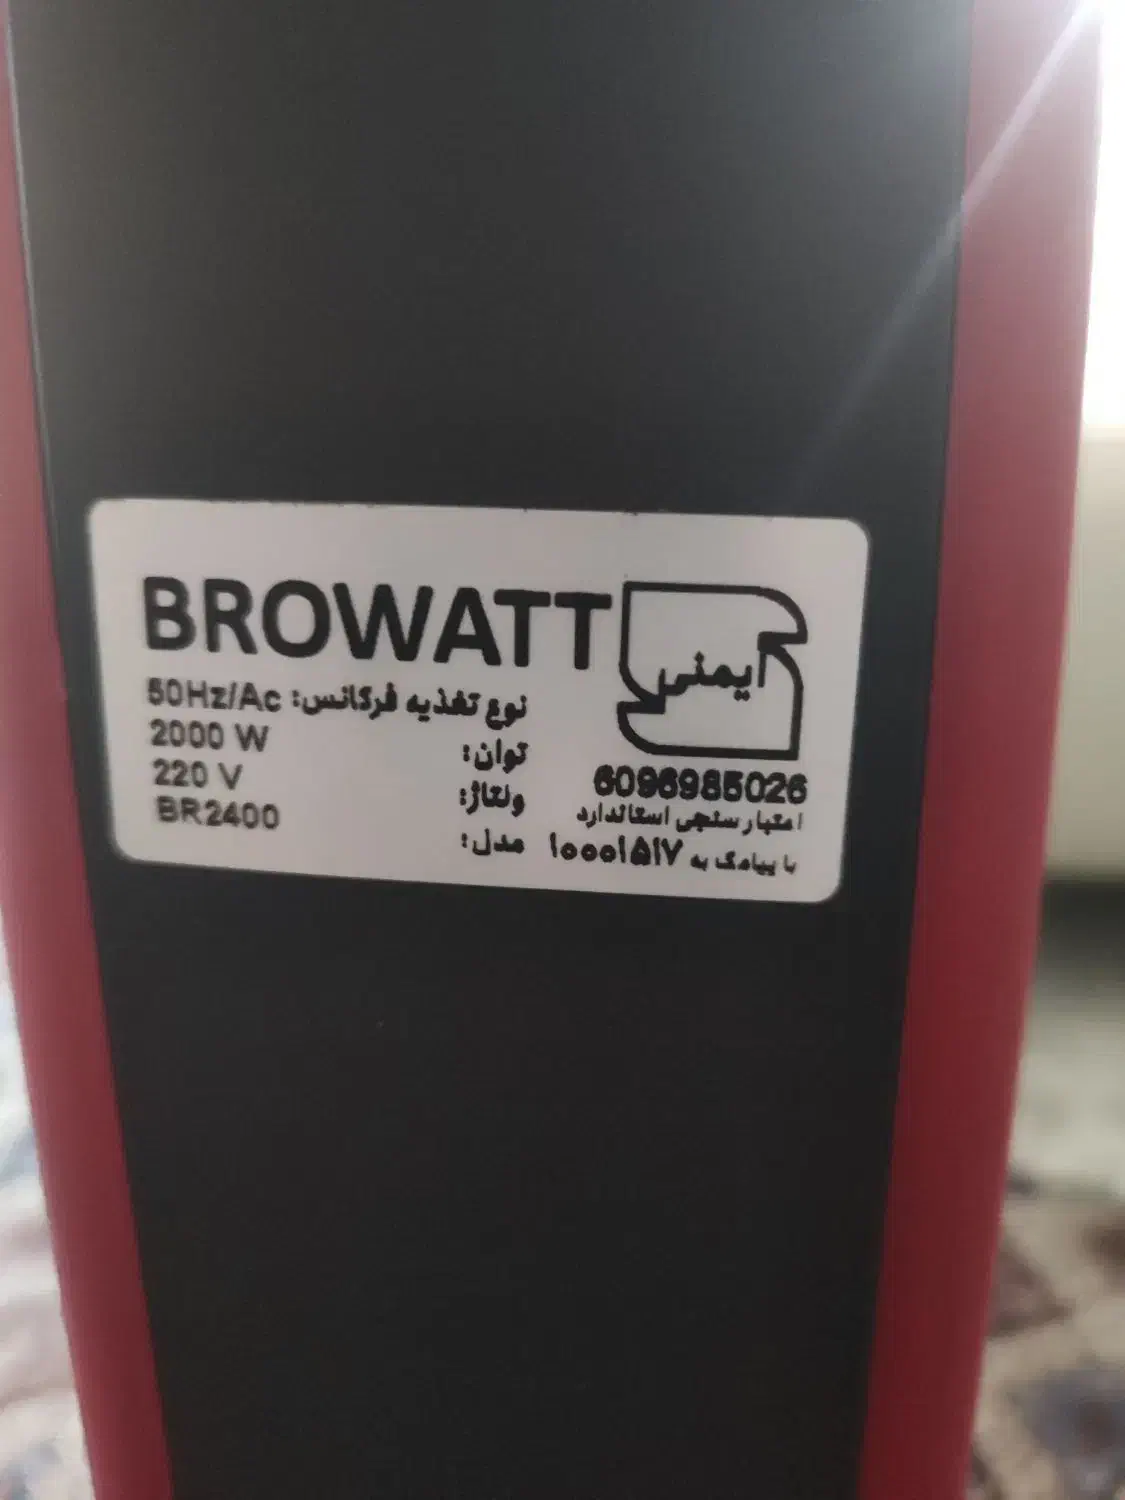 BROWATT
ایمنی
نوع تغذیه فرکانس: 50Hz/Ac
توان: 2000 W
ولتاژ: 220 V
مدل: BR2400
6096985026
اعتبار سنجی استاندارد
با پیامک به ۱۰۰۰۱۵۱۷